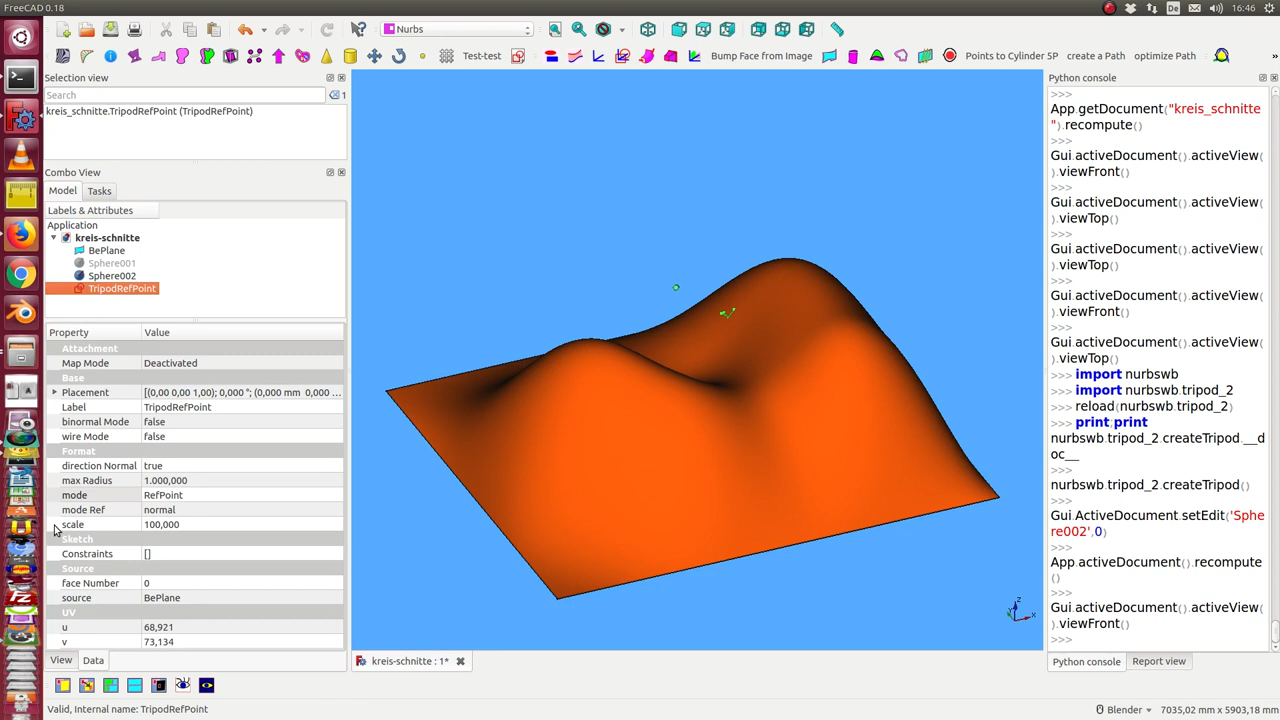 FreeCAD 0.18
De
16:46
Nurbs
Test-test
Bump Face from Image
Points to Cylinder 5P
create a Path
optimize Path
»
Selection view
Search
1
kreis_schnitte.TripodRefPoint (TripodRefPoint)
Combo View
Model
Tasks
Labels & Attributes
Application
kreis-schnitte
BePlane
Sphere001
Sphere002
TripodRefPoint
Property Value
Attachment
Map Mode Deactivated
Base
Placement [(0,00 0,00 1,00); 0,000 °; (0,000 mm 0,000 ...
Label TripodRefPoint
binormal Mode false
wire Mode false
Format
direction Normal true
max Radius 1.000,000
mode RefPoint
mode Ref normal
scale 100,000
Sketch
Constraints []
Source
face Number 0
source BePlane
UV
u 68,921
v 73,134
View
Data
kreis-schnitte : 1*
z
x
Python console
>>>
App.getDocument("kreis_schnitte
").recompute()
>>>
Gui.activeDocument().activeView(
).viewFront()
>>>
Gui.activeDocument().activeView(
).viewTop()
>>>
Gui.activeDocument().activeView(
).viewTop()
>>>
Gui.activeDocument().activeView(
).viewFront()
>>>
Gui.activeDocument().activeView(
).viewTop()
>>> import nurbswb
>>> import nurbswb.tripod_2
>>> reload(nurbswb.tripod_2)
>>> print print
nurbswb.tripod_2.createTripod.__d
oc__
>>>
nurbswb.tripod_2.createTripod()
>>>
Gui.ActiveDocument.setEdit('Sphe
re002',0)
>>>
App.activeDocument().recompute
()
>>>
Gui.activeDocument().activeView(
).viewFront()
>>>
Python console
Report view
Valid, Internal name: TripodRefPoint
Blender
7035,02 mm x 5903,18 mm